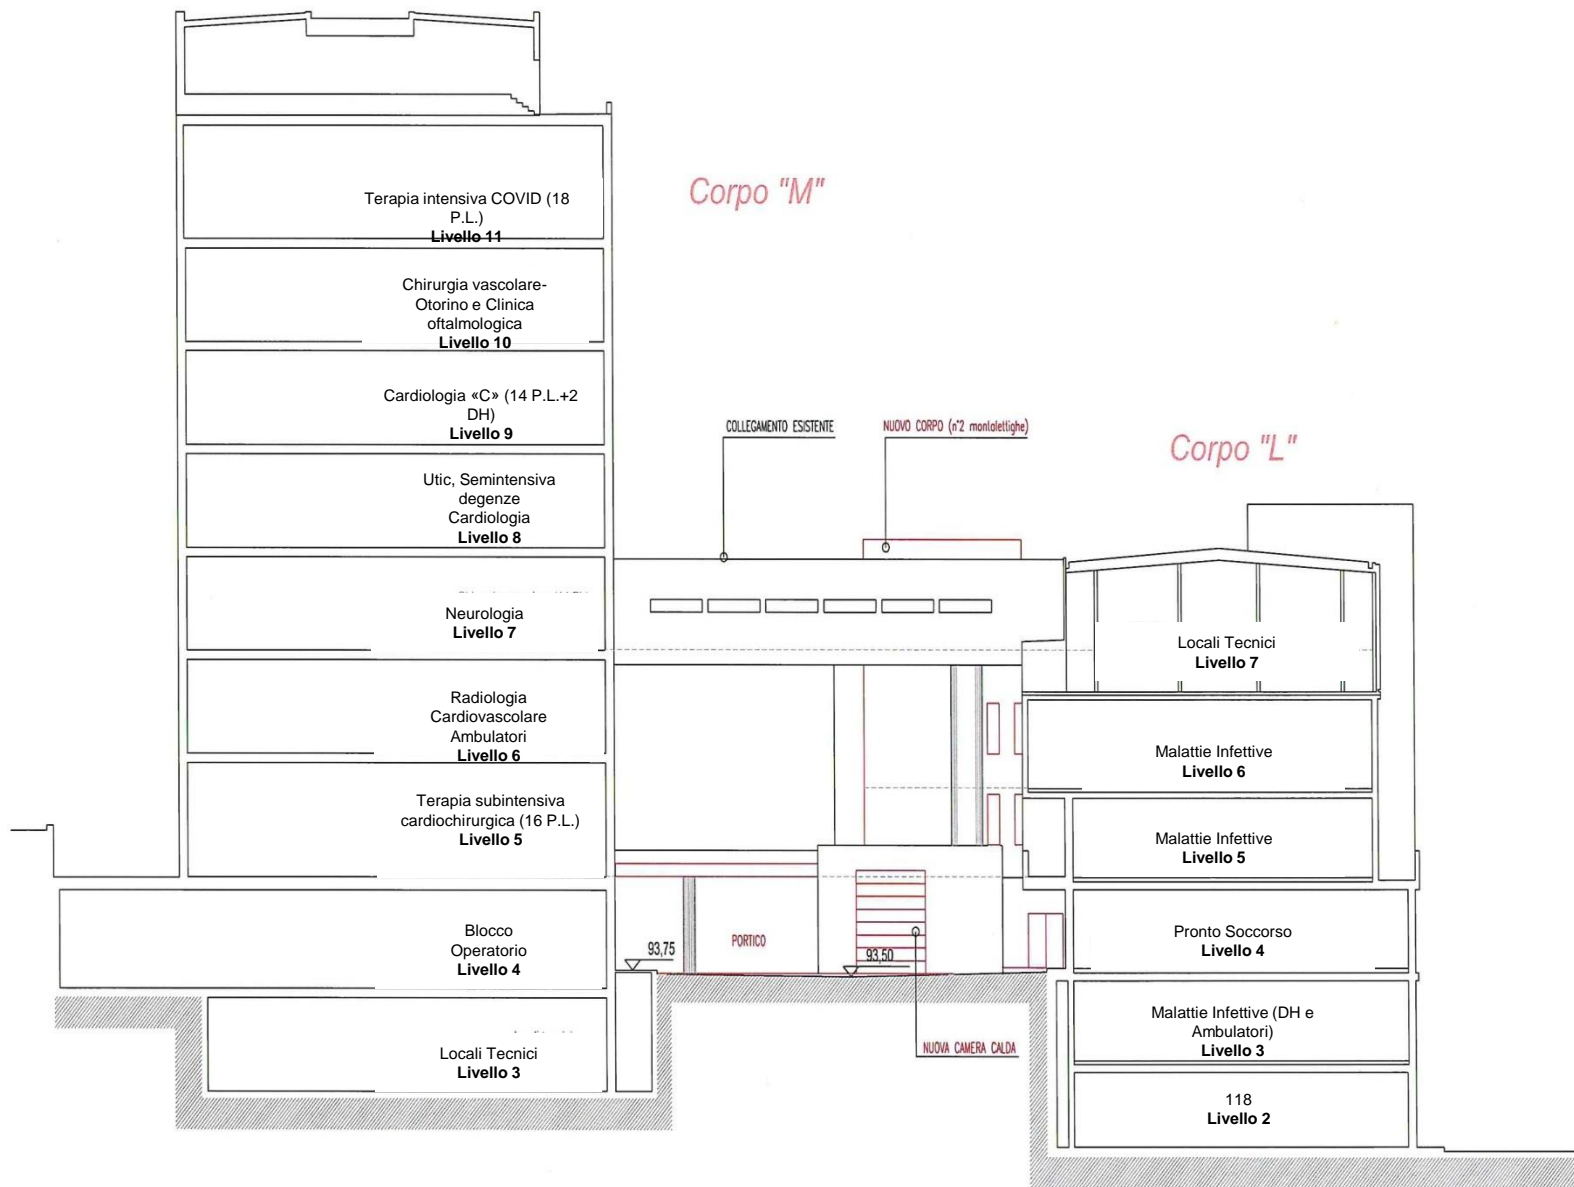 Corpo "M"
Terapia intensiva COVID (18
P.L.)
Livello 11
Chirurgia vascolare-
Otorino e Clinica
oftalmologica
Livello 10
Cardiologia «C» (14 P.L.+2
DH)
Livello 9
Utic, Semintensiva
degenze
Cardiologia
Livello 8
Neurologia
Livello 7
Radiologia
Cardiovascolare
Ambulatori
Livello 6
Terapia subintensiva
cardiochirurgica (16 P.L.)
Livello 5
Blocco
Operatorio
Livello 4
Locali Tecnici
Livello 3
COLLEGAMENTO ESISTENTE
NUOVO CORPO (n°2 montalettighe)
93,75
PORTICO
93,50
NUOVA CAMERA CALDA
Corpo "L"
Locali Tecnici
Livello 7
Malattie Infettive
Livello 6
Malattie Infettive
Livello 5
Pronto Soccorso
Livello 4
Malattie Infettive (DH e
Ambulatori)
Livello 3
118
Livello 2